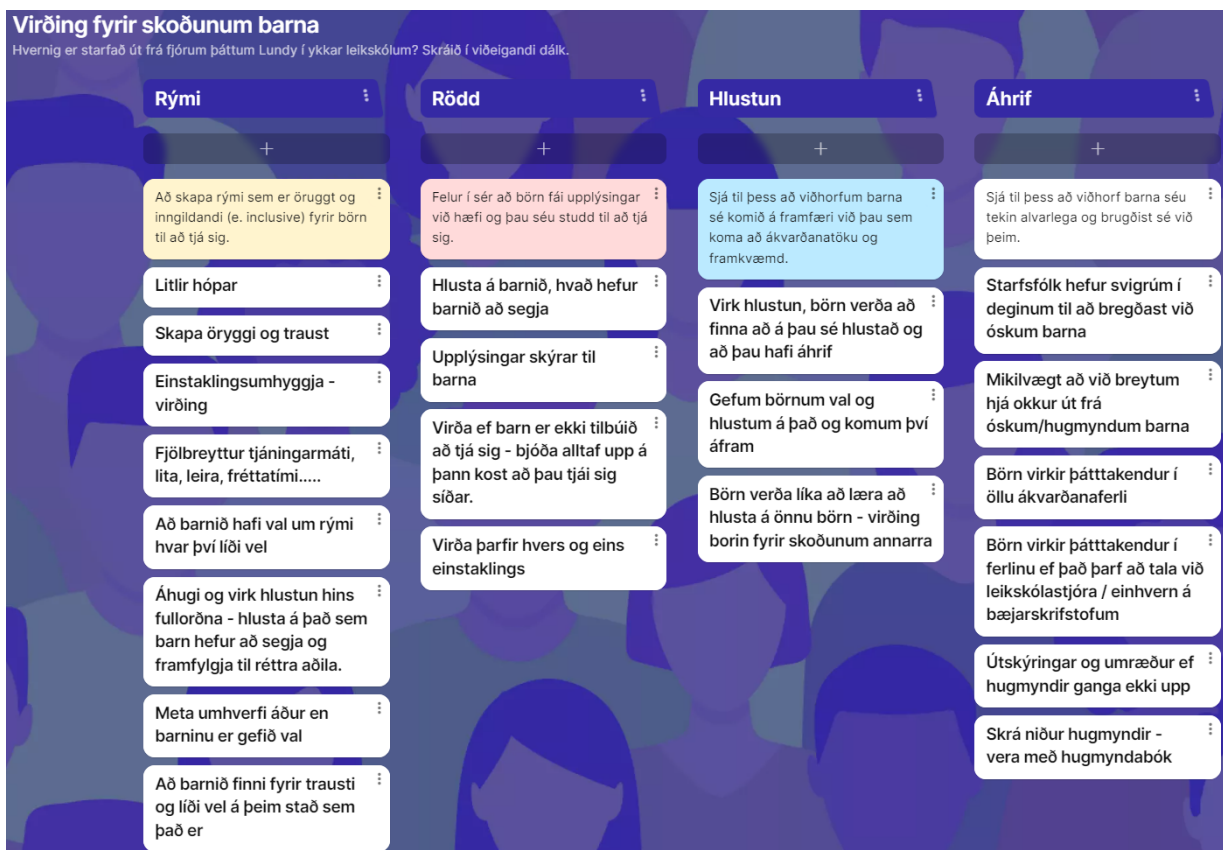 Virðing fyrir skoðunum barna
Hvernig er starfað út frá fjórum þáttum Lundy í ykkar leikskólum? Skráið í viðeigandi dálk.
Rými
Að skapa rými sem er öruggt og
inngildandi (e. inclusive) fyrir börn
til að tjá sig.
Litlir hópar
Skapa öryggi og traust
Einstaklingsumhyggja -
virðing
Fjölbreyttur tjáningarmáti,
lita, leira, fréttatími.....
Að barnið hafi val um rými
hvar því líði vel
Áhugi og virk hlustun hins
fullorðna - hlusta á það sem
barn hefur að segja og
framfylgja til réttra aðila.
Meta umhverfi áður en
barninu er gefið val
Að barnið finni fyrir trausti
og líði vel á þeim stað sem
það er
Rödd
Felur í sér að börn fái upplýsingar
við hæfi og þau séu studd til að tjá
sig.
Hlusta á barnið, hvað hefur
barnið að segja
Upplýsingar skýrar til
barna
Virða ef barn er ekki tilbúið
að tjá sig - bjóða alltaf upp á
þann kost að þau tjái sig
síðar.
Virða þarfir hvers og eins
einstaklings
Hlustun
Sjá til þess að viðhorfum barna
sé komið á framfæri við þau sem
koma að ákvarðanatöku og
framkvæmd.
Virk hlustun, börn verða að
finna að á þau sé hlustað og
að þau hafi áhrif
Gefum börnum val og
hlustum á það og komum því
áfram
Börn verða líka að læra að
hlusta á önnu börn - virðing
borin fyrir skoðunum annarra
Áhrif
Sjá til þess að viðhorf barna séu
tekin alvarlega og brugðist sé við
þeim.
Starfsfólk hefur svigrúm í
deginum til að bregðast við
óskum barna
Mikilvægt að við breytum
hjá okkur út frá
óskum/hugmyndum barna
Börn virkir þátttakendur í
öllu ákvarðanaferli
Börn virkir þátttakendur í
ferlinu ef það þarf að tala við
leikskólastjóra / einhvern á
bæjarskrifstofum
Útskýringar og umræður ef
hugmyndir ganga ekki upp
Skrá niður hugmyndir -
vera með hugmyndabók